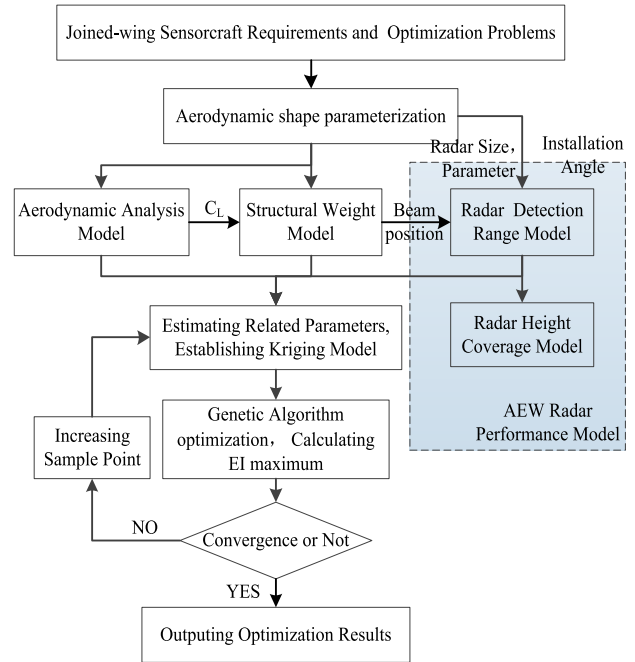 Joined-wing Sensorcraft Requirements and Optimization Problems
Aerodynamic shape parameterization
Radar Size,
Parameter
Installation
Angle
Aerodynamic Analysis
Model
C_L
Structural Weight
Model
Beam
position
Radar Detection
Range Model
Estimating Related Parameters,
Establishing Kriging Model
Radar Height
Coverage Model
Increasing
Sample Point
Genetic Algorithm
optimization, Calculating
EI maximum
AEW Radar
Performance Model
NO
Convergence or Not
YES
Outputing Optimization Results